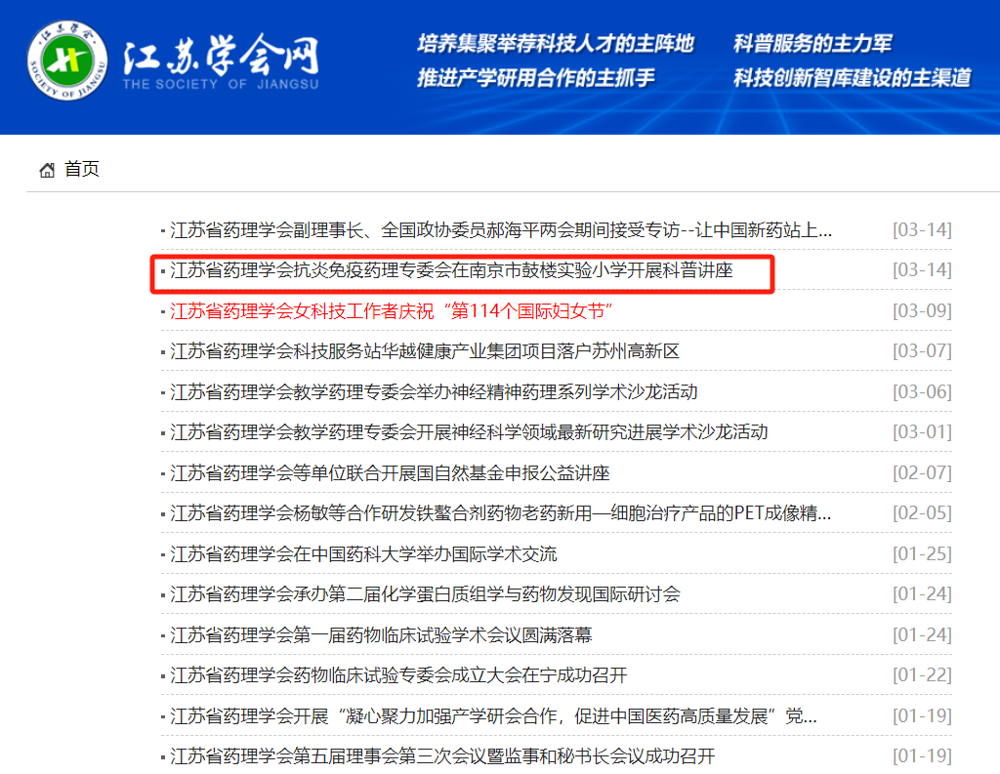 江苏学会
SOCIETY OF JIANGSU
江苏学会网
THE SOCIETY OF JIANGSU
培养集聚举荐科技人才的主阵地 科普服务的主力军
推进产学研用合作的主抓手 科技创新智库建设的主渠道
首页
江苏省药理学会副理事长、全国政协委员郝海平两会期间接受专访--让中国新药站上... [03-14]
江苏省药理学会抗炎免疫药理专委会在南京市鼓楼实验小学开展科普讲座 [03-14]
江苏省药理学会女科技工作者庆祝“第114个国际妇女节” [03-09]
江苏省药理学会科技服务站华越健康产业集团项目落户苏州高新区 [03-07]
江苏省药理学会教学药理专委会举办神经精神药理系列学术沙龙活动 [03-06]
江苏省药理学会教学药理专委会开展神经科学领域最新研究进展学术沙龙活动 [03-01]
江苏省药理学会等单位联合开展国自然基金申报公益讲座 [02-07]
江苏省药理学会杨敏等合作研发铁螯合剂药物老药新用—细胞治疗产品的PET成像精... [02-05]
江苏省药理学会在中国药科大学举办国际学术交流 [01-25]
江苏省药理学会承办第二届化学蛋白质组学与药物发现国际研讨会 [01-24]
江苏省药理学会第一届药物临床试验学术会议圆满落幕 [01-24]
江苏省药理学会药物临床试验专委会成立大会在宁成功召开 [01-22]
江苏省药理学会开展“凝心聚力加强产学研会合作，促进中国医药高质量发展”党... [01-19]
江苏省药理学会第五届理事会第三次会议暨监事和秘书长会议成功召开 [01-19]